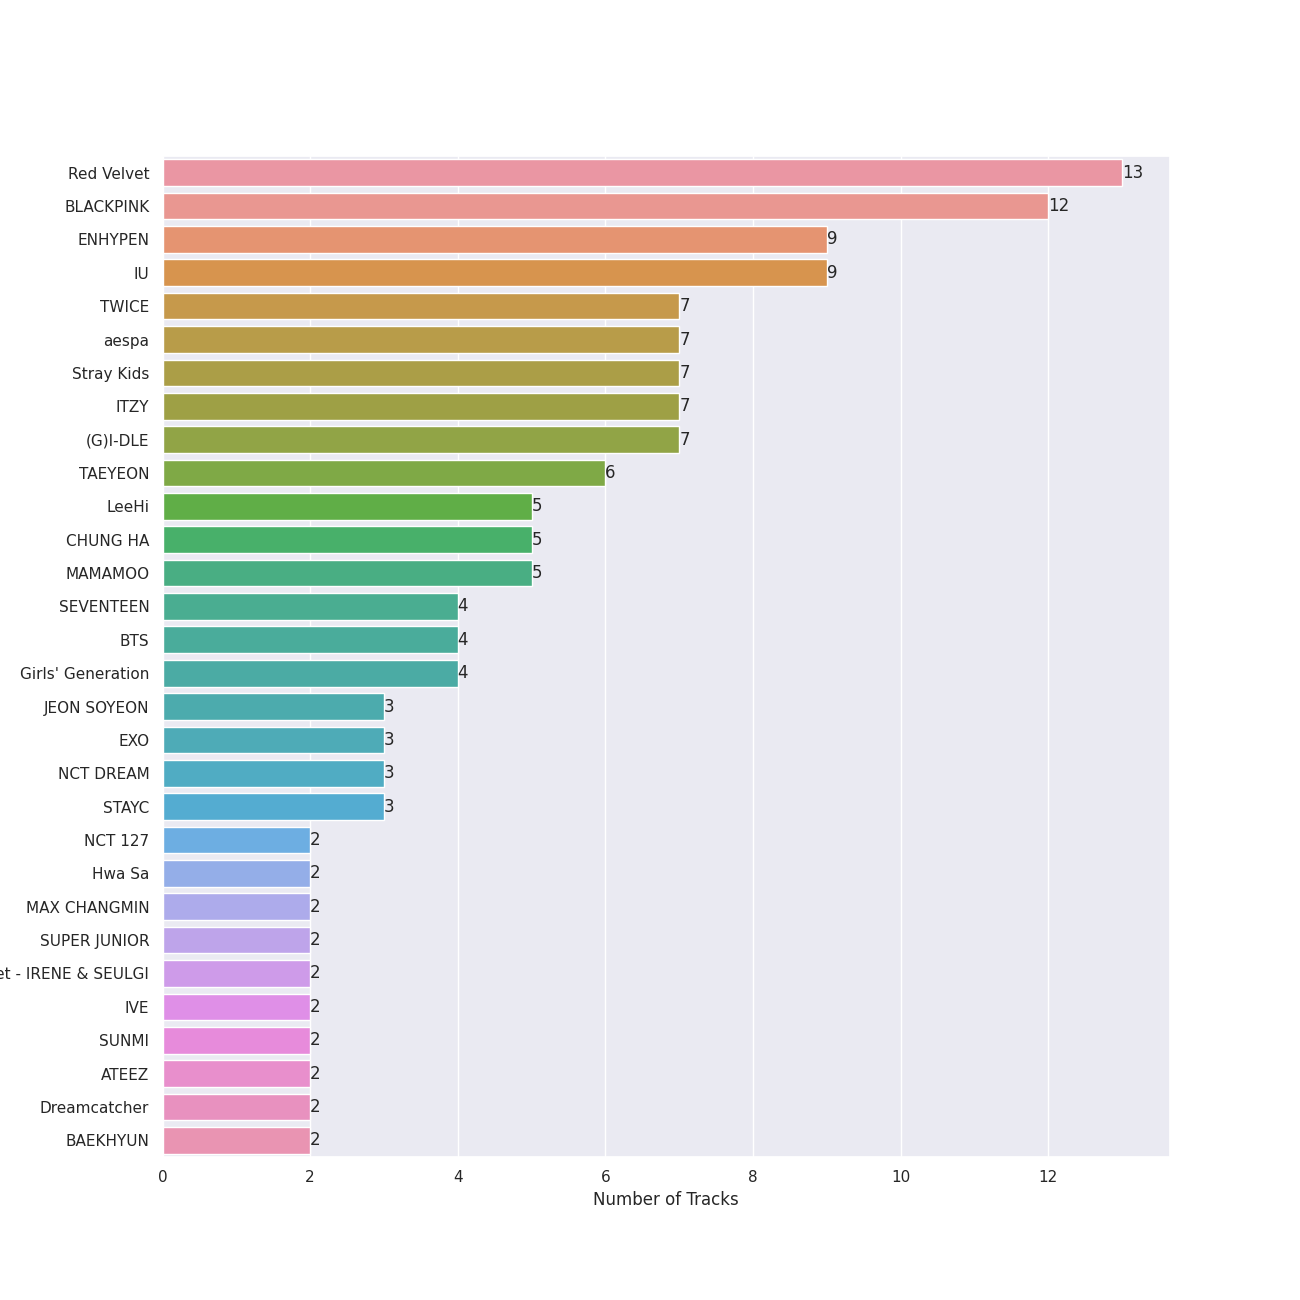 Red Velvet 13
BLACKPINK 12
ENHYPEN 9
IU 9
TWICE 7
aespa 7
Stray Kids 7
ITZY 7
(G)I-DLE 7
TAEYEON 6
LeeHi 5
CHUNG HA 5
MAMAMOO 5
SEVENTEEN 4
BTS 4
Girls' Generation 4
JEON SOYEON 3
EXO 3
NCT DREAM 3
STAYC 3
NCT 127 2
Hwa Sa 2
MAX CHANGMIN 2
SUPER JUNIOR 2
et - IRENE & SEULGI 2
IVE 2
SUNMI 2
ATEEZ 2
Dreamcatcher 2
BAEKHYUN 2
0 2 4 6 8 10 12
Number of Tracks